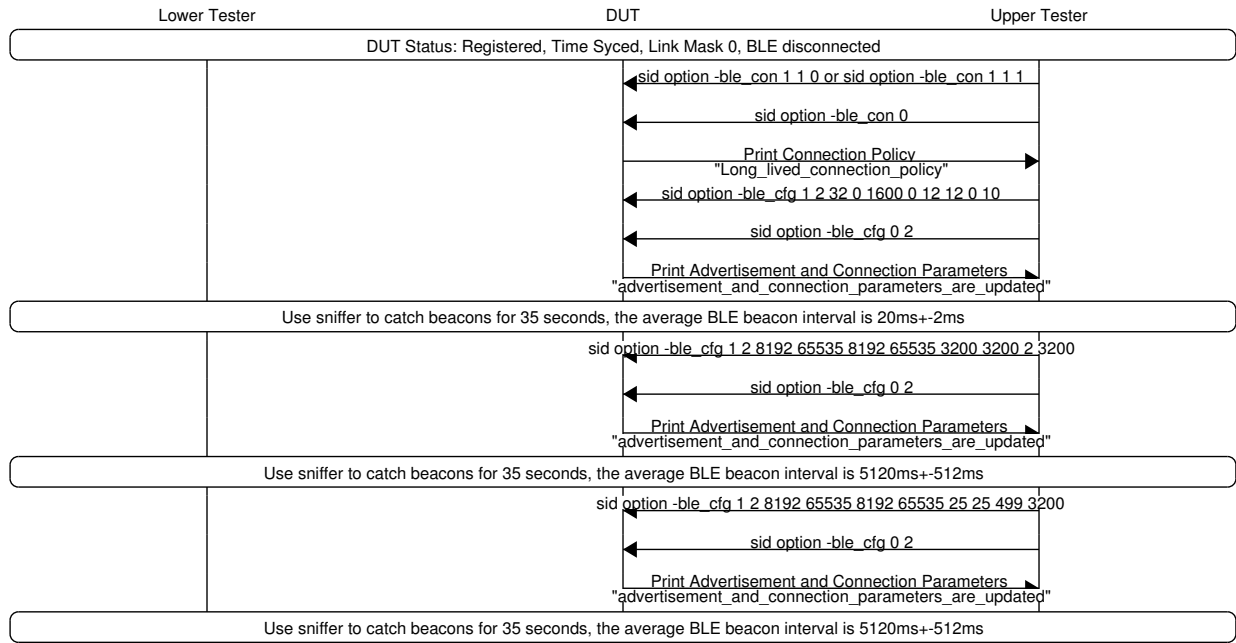 Lower Tester DUT Upper Tester
DUT Status: Registered, Time Syced, Link Mask 0, BLE disconnected
sid option -ble_con 1 1 0 or sid option -ble_con 1 1 1
sid option -ble_con 0
Print Connection Policy
"Long_lived_connection_policy"
sid option -ble_cfg 1 2 32 0 1600 0 12 12 0 10
sid option -ble_cfg 0 2
Print Advertisement and Connection Parameters
"advertisement_and_connection_parameters_are_updated"
Use sniffer to catch beacons for 35 seconds, the average BLE beacon interval is 20ms+-2ms
sid option -ble_cfg 1 2 8192 65535 8192 65535 3200 3200 2 3200
sid option -ble_cfg 0 2
Print Advertisement and Connection Parameters
"advertisement_and_connection_parameters_are_updated"
Use sniffer to catch beacons for 35 seconds, the average BLE beacon interval is 5120ms+-512ms
sid option -ble_cfg 1 2 8192 65535 8192 65535 25 25 499 3200
sid option -ble_cfg 0 2
Print Advertisement and Connection Parameters
"advertisement_and_connection_parameters_are_updated"
Use sniffer to catch beacons for 35 seconds, the average BLE beacon interval is 5120ms+-512ms